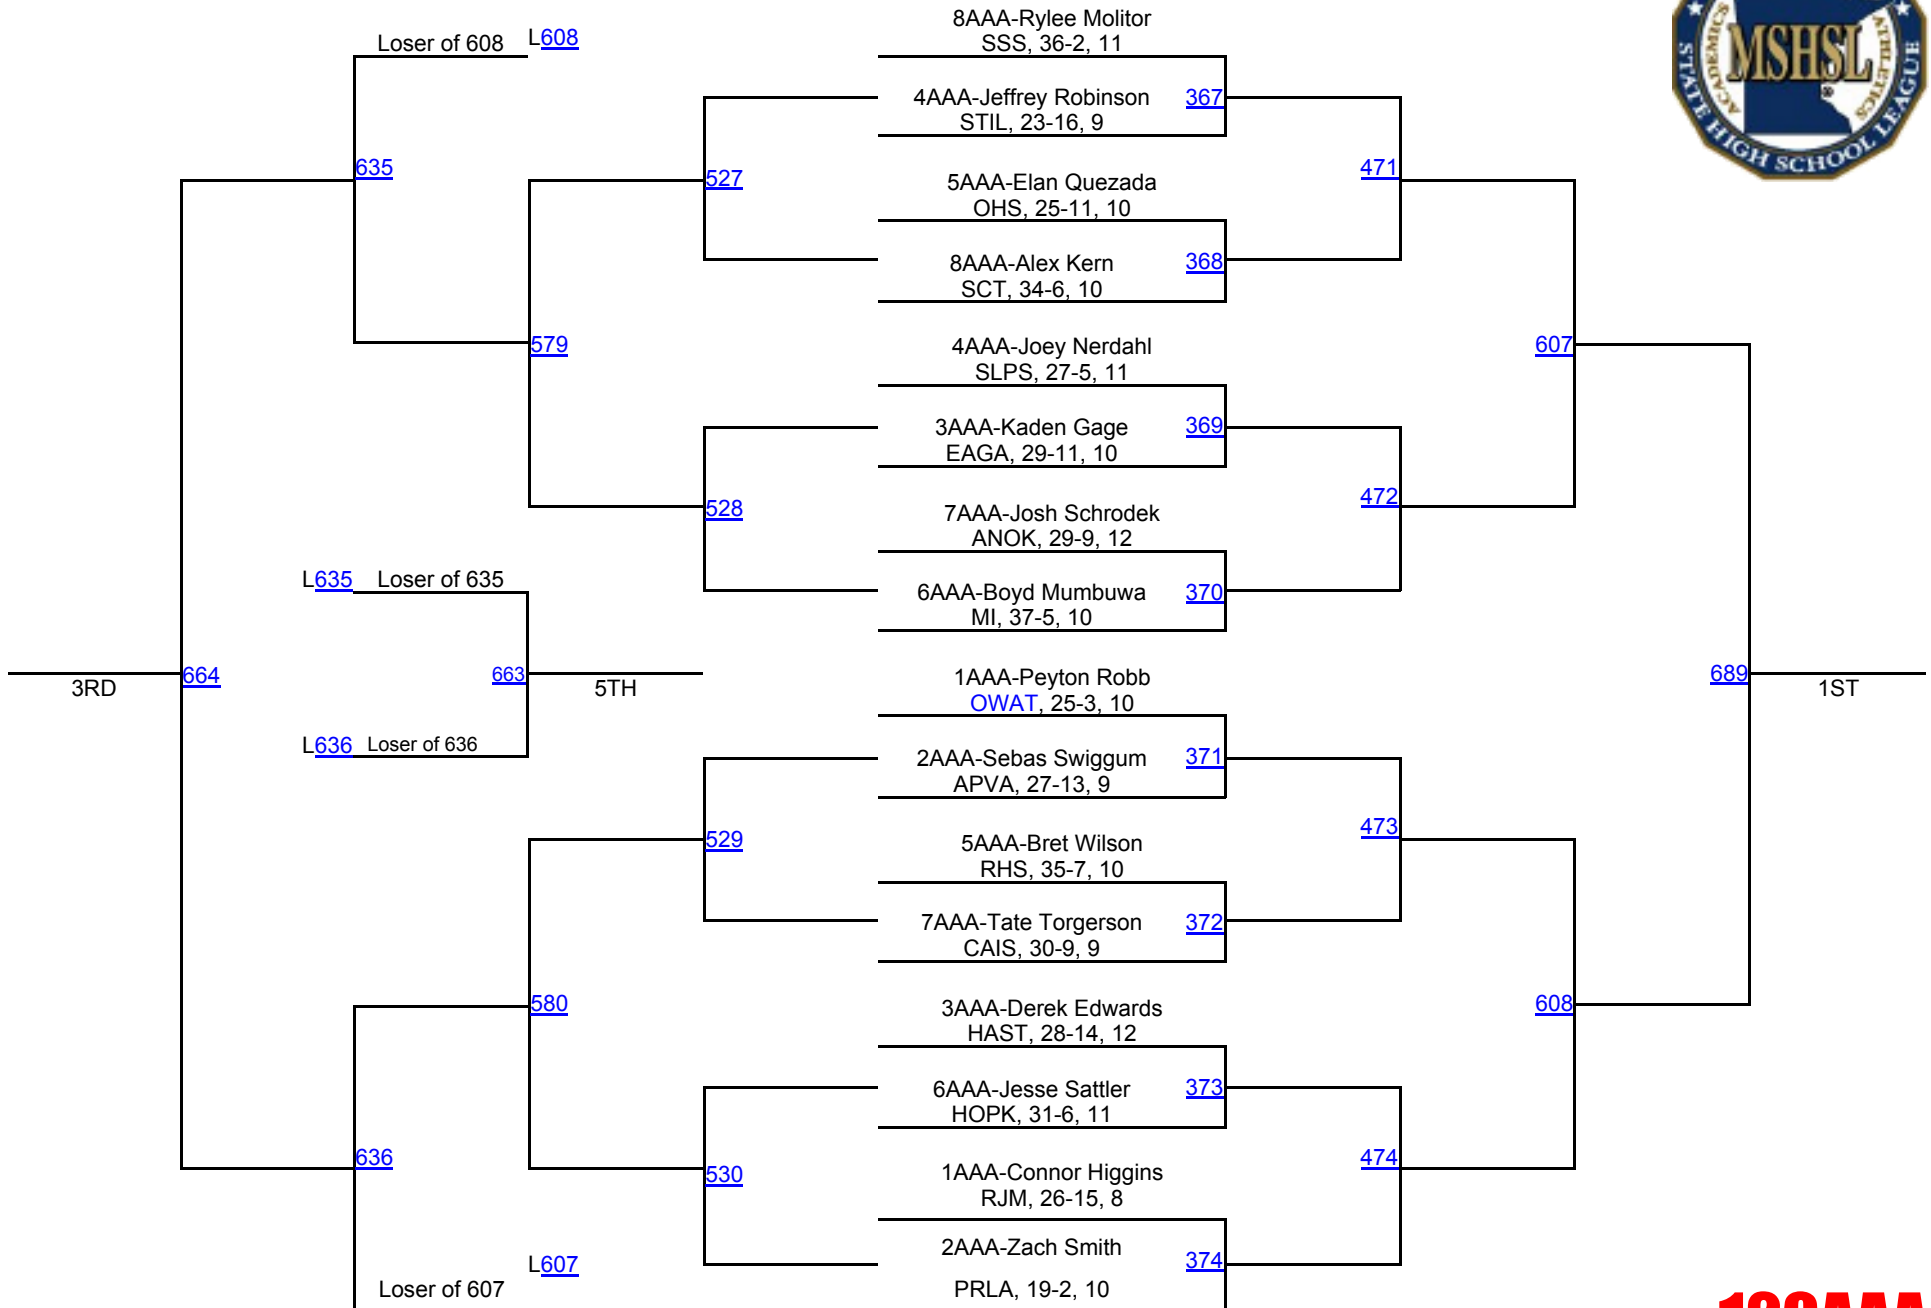 8AAA-Rylee Molitor
SSS, 36-2, 11
Loser of 608 L608
4AAA-Jeffrey Robinson 367
STIL, 23-16, 9
635
527
5AAA-Elan Quezada 471
OHS, 25-11, 10
8AAA-Alex Kern 368
SCT, 34-6, 10
579
4AAA-Joey Nerdahl 607
SLPS, 27-5, 11
3AAA-Kaden Gage 369
EAGA, 29-11, 10
528
7AAA-Josh Schrodek 472
ANOK, 29-9, 12
L635 Loser of 635
6AAA-Boyd Mumbuwa 370
MI, 37-5, 10
664
3RD
663
5TH
1AAA-Peyton Robb
OWAT, 25-3, 10
689
1ST
L636 Loser of 636
2AAA-Sebas Swiggum 371
APVA, 27-13, 9
529
5AAA-Bret Wilson 473
RHS, 35-7, 10
7AAA-Tate Torgerson 372
CAIS, 30-9, 9
580
3AAA-Derek Edwards 608
HAST, 28-14, 12
6AAA-Jesse Sattler 373
HOPK, 31-6, 11
636
530
1AAA-Connor Higgins 474
RJM, 26-15, 8
L607
2AAA-Zach Smith 374
Loser of 607
PRLA, 19-2, 10
MSHSL
ACADEMICS
ATHLETICS
STATE HIGH SCHOOL LEAGUE